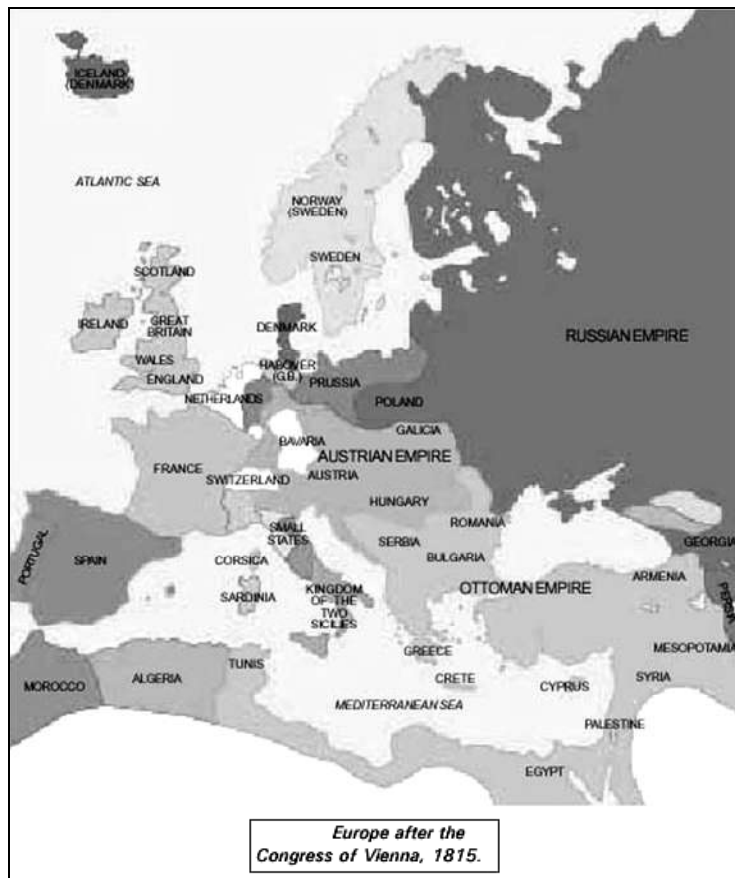 ICELAND
(DENMARK)
ATLANTIC SEA
NORWAY
(SWEDEN)
SWEDEN
SCOTLAND
IRELAND
GREAT
BRITAIN
WALES
ENGLAND
DENMARK
HABOVER
(G.B.)
NETHERLANDS
PRUSSIA
RUSSIAN EMPIRE
POLAND
GALICIA
BAVARIA
AUSTRIAN EMPIRE
FRANCE
SWITZERLAND
AUSTRIA
HUNGARY
ROMANIA
SMALL
STATES
SERBIA
BULGARIA
GEORGIA
PORTUGAL
SPAIN
CORSICA
SARDINIA
KINGDOM
OF THE
TWO
SICILIES
OTTOMAN EMPIRE
ARMENIA
PERSIA
MESOPOTAMIA
GREECE
CRETE
CYPRUS
SYRIA
MOROCCO
ALGERIA
TUNIS
MEDITERRANEAN SEA
PALESTINE
EGYPT
Europe after the
Congress of Vienna, 1815.